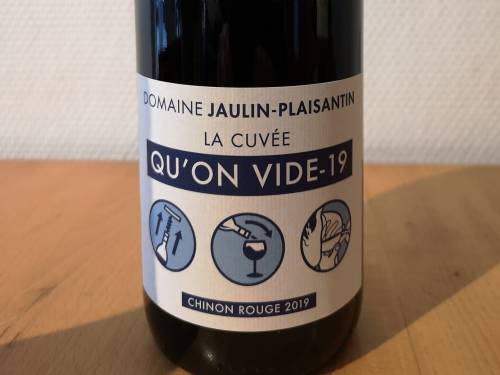 DOMAINE JAULIN-PLAISANTIN
LA CUVÉE
QU'ON VIDE-19
CHINON ROUGE 2019